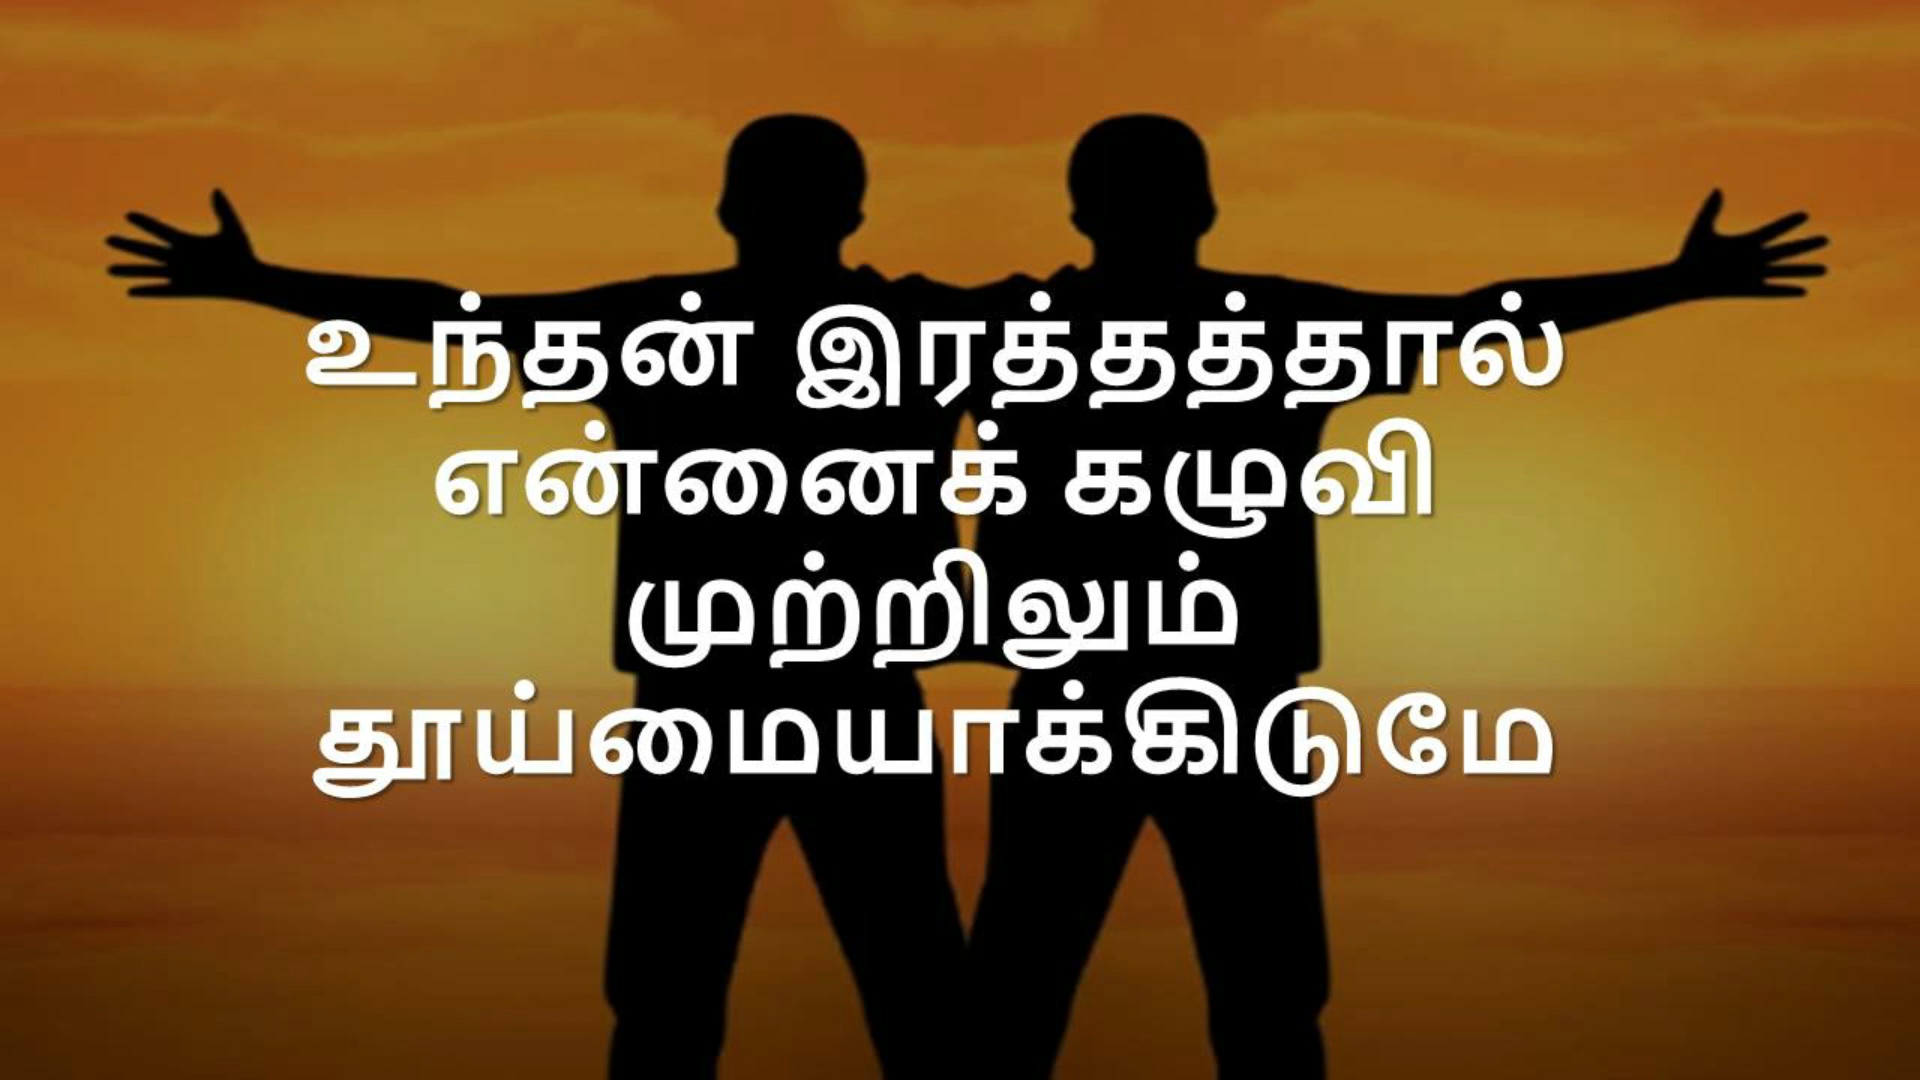 உந்தன் இரத்தத்தால்
என்னைக் கழுவி
முற்றிலும்
தூய்மையாக்கிடுமே